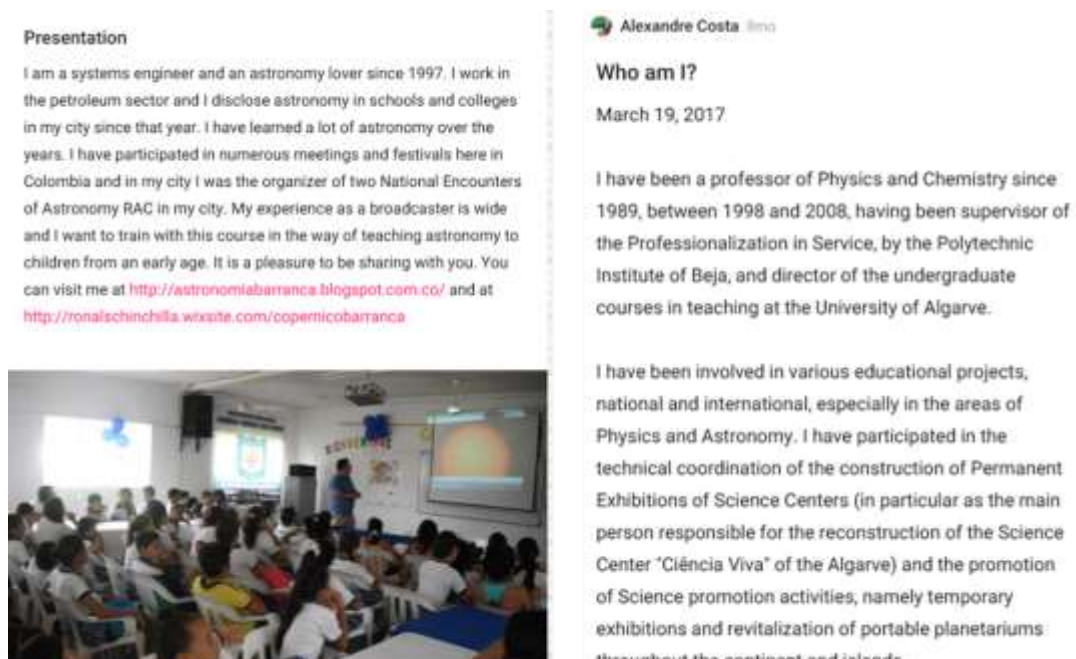 Presentation
I am a systems engineer and an astronomy lover since 1997. I work in
the petroleum sector and I disclose astronomy in schools and colleges
in my city since that year. I have learned a lot of astronomy over the
years. I have participated in numerous meetings and festivals here in
Colombia and in my city I was the organizer of two National Encounters
of Astronomy RAC in my city. My experience as a broadcaster is wide
and I want to train with this course in the way of teaching astronomy to
children from an early age. It is a pleasure to be sharing with you. You
can visit me at http://astronomiabarranca.blogspot.com.co/ and at
http://ronalschinchilla.wixsite.com/copernicobarranca
Alexandre Costa 8mo
Who am I?
March 19, 2017
I have been a professor of Physics and Chemistry since
1989, between 1998 and 2008, having been supervisor of
the Professionalization in Service, by the Polytechnic
Institute of Beja, and director of the undergraduate
courses in teaching at the University of Algarve.
I have been involved in various educational projects,
national and international, especially in the areas of
Physics and Astronomy. I have participated in the
technical coordination of the construction of Permanent
Exhibitions of Science Centers (in particular as the main
person responsible for the reconstruction of the Science
Center "Ciência Viva" of the Algarve) and the promotion
of Science promotion activities, namely temporary
exhibitions and revitalization of portable planetariums
throughout the continent and islands